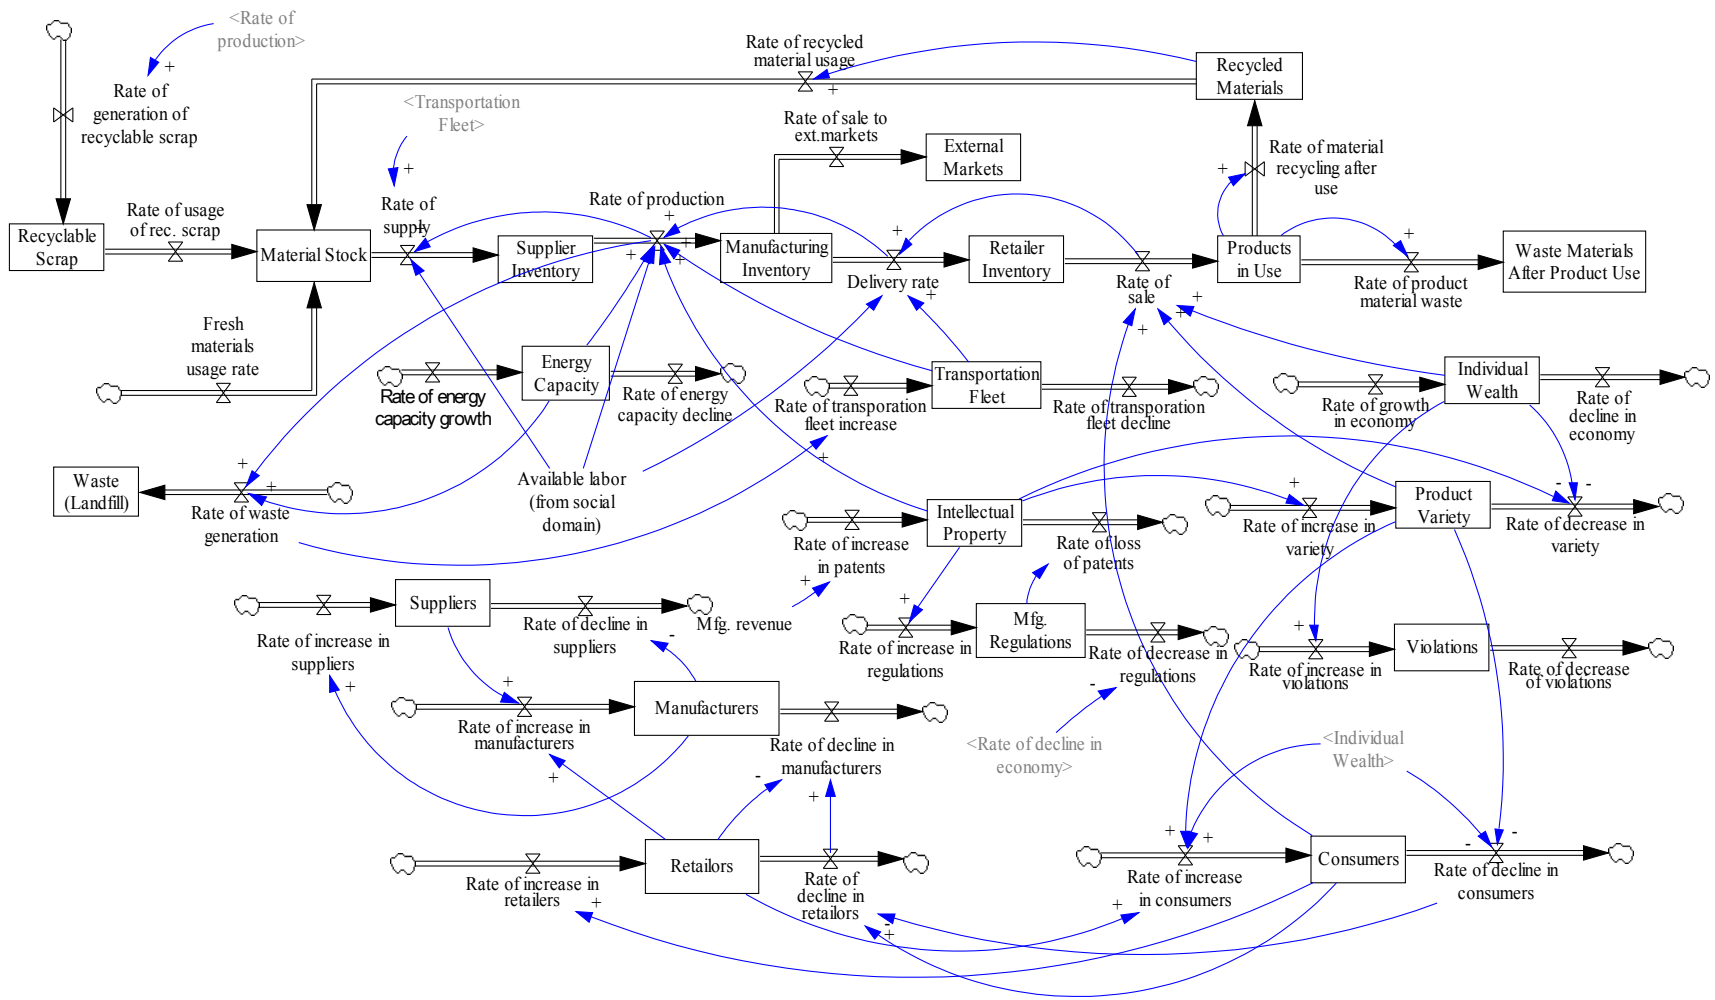 <Rate of
production>
+
Rate of
generation of
recyclable scrap
Rate of recycled
material usage
+
Recycled
Materials
<Transportation
Fleet>
+
Rate of sale to
ext.markets
External
Markets
+
Rate of material
recycling after
use
+
Rate of
supply
+
Rate of production
+
+
+
+
+
+
+
Recyclable
Scrap
Rate of usage
of rec. scrap
Material Stock
Supplier
Inventory
Manufacturing
Inventory
Delivery rate
+
Retailer
Inventory
Rate of
sale
+
+
+
Products
in Use
Rate of product
material waste
Waste Materials
After Product Use
Fresh
materials
usage rate
Rate of energy
capacity growth
Energy
Capacity
Rate of energy
capacity decline
Rate of transporation
fleet increase
+
Transportation
Fleet
Rate of transporation
fleet decline
Rate of growth
in economy
Individual
Wealth
Rate of
decline in
economy
Waste
(Landfill)
+
+
Rate of waste
generation
Available labor
(from social
domain)
+
Intellectual
Property
Rate of increase
in patents
+
Rate of loss
of patents
+
Rate of increase in
variety
Product
Variety
-
-
Rate of decrease in
variety
Suppliers
Rate of increase in
suppliers
+
Rate of decline in
suppliers
-
Mfg. revenue
+
Rate of increase in
regulations
Mfg.
Regulations
Rate of decrease in
regulations
-
+
Rate of increase in
violations
Violations
Rate of decrease
of violations
+
Rate of increase in
manufacturers
+
Manufacturers
Rate of decline in
manufacturers
-
+
<Rate of decline in
economy>
<Individual
Wealth>
Rate of increase in
retailers
+
Retailors
Rate of
decline in
retailors
-
+
+
+
Rate of increase
in consumers
+
Consumers
-
-
Rate of decline in
consumers